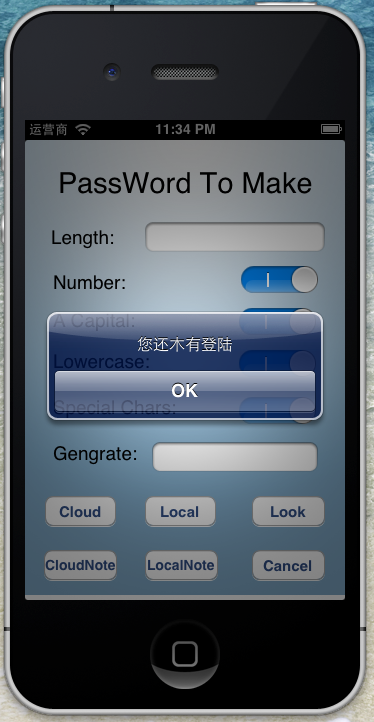 运营商 11:34 PM
PassWord To Make
Length:
Number:
A Capital:
您还木有登陆
Lowercase:
OK
Special Chars:
Gengrate:
Cloud Local Look
CloudNote LocalNote Cancel